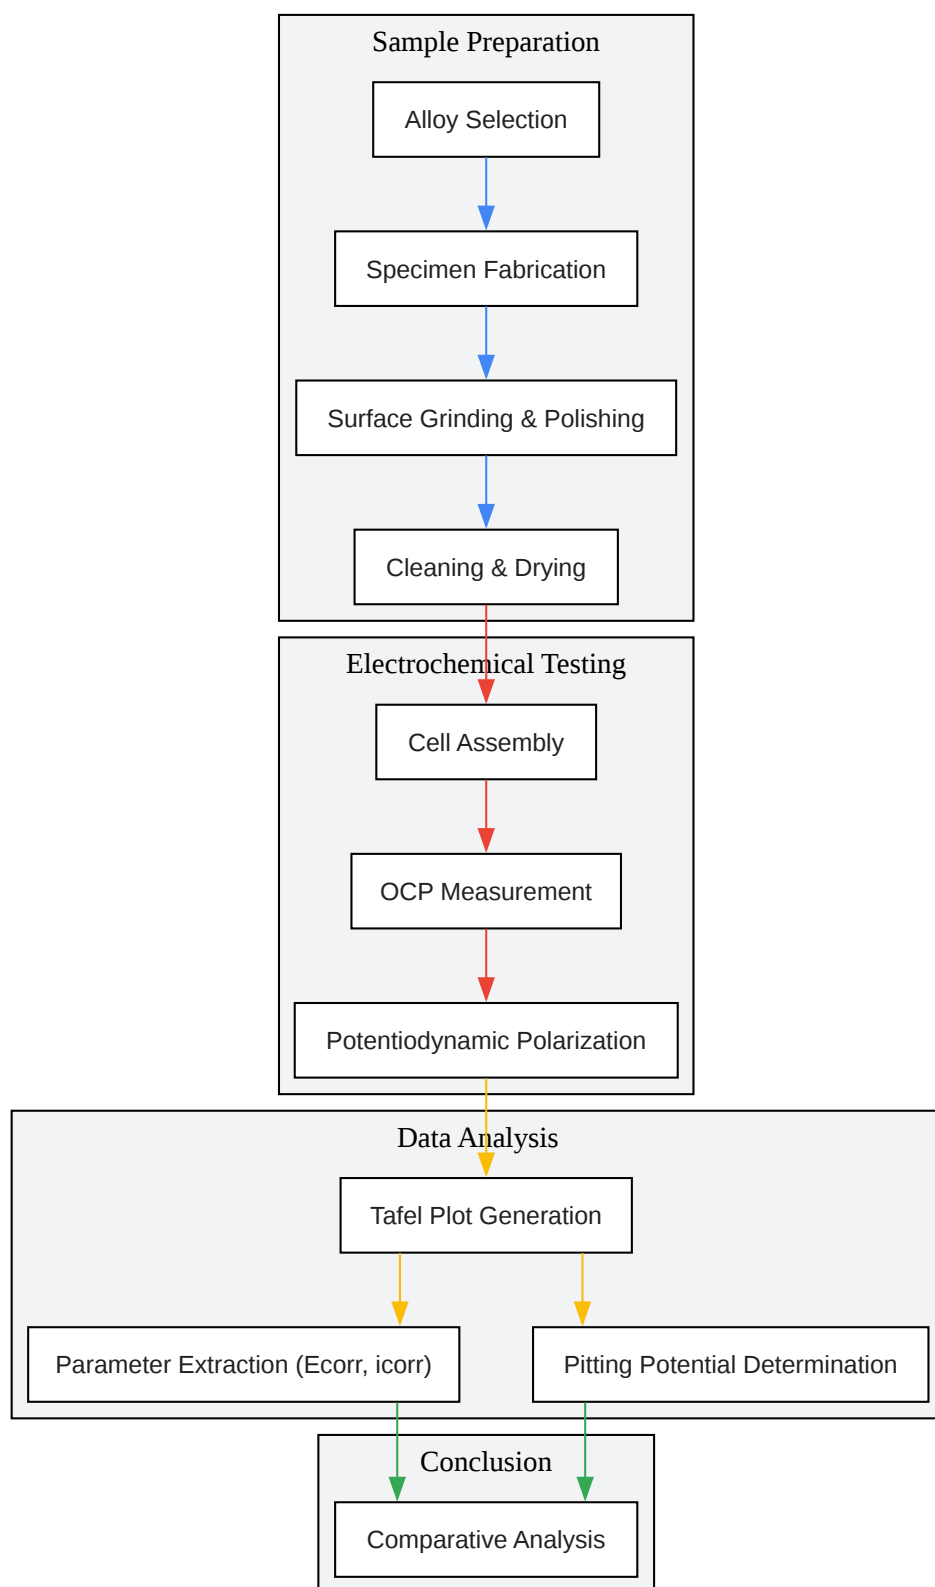 Sample Preparation
Alloy Selection
Specimen Fabrication
Surface Grinding & Polishing
Cleaning & Drying
Electrochemical Testing
Cell Assembly
OCP Measurement
Potentiodynamic Polarization
Data Analysis
Tafel Plot Generation
Parameter Extraction (Ecorr, icorr)
Pitting Potential Determination
Conclusion
Comparative Analysis